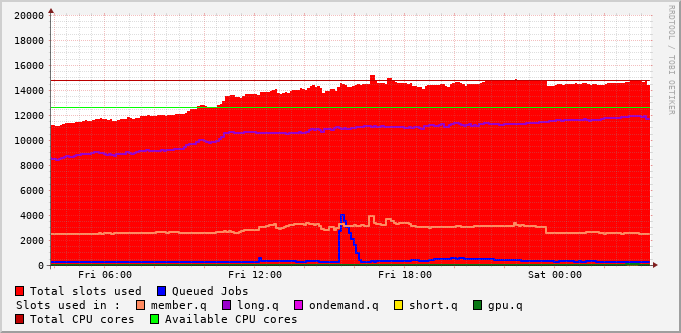 20000
18000
16000
14000
12000
10000
8000
6000
4000
2000
0
Fri 06:00 Fri 12:00 Fri 18:00 Sat 00:00
Total slots used Queued Jobs
Slots used in : member.q long.q ondemand.q short.q gpu.q
Total CPU cores Available CPU cores
RRDTOOL / TOBI OETIKER